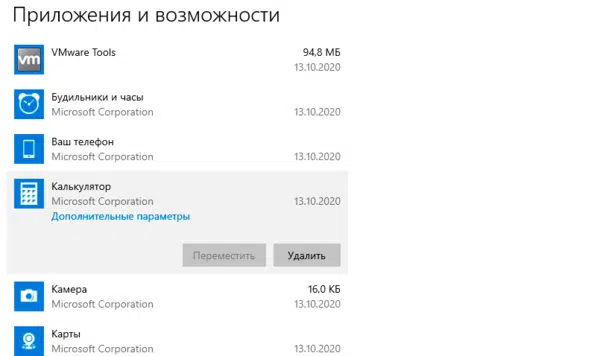 Приложения и возможности
VMware Tools 94,8 МБ
vm 13.10.2020
Будильники и часы
Microsoft Corporation 13.10.2020
Ваш телефон
Microsoft Corporation 13.10.2020
Калькулятор
Microsoft Corporation 13.10.2020
Дополнительные параметры
Переместить Удалить
Камера 16,0 КБ
Microsoft Corporation 13.10.2020
Карты
Microsoft Corporation 13.10.2020